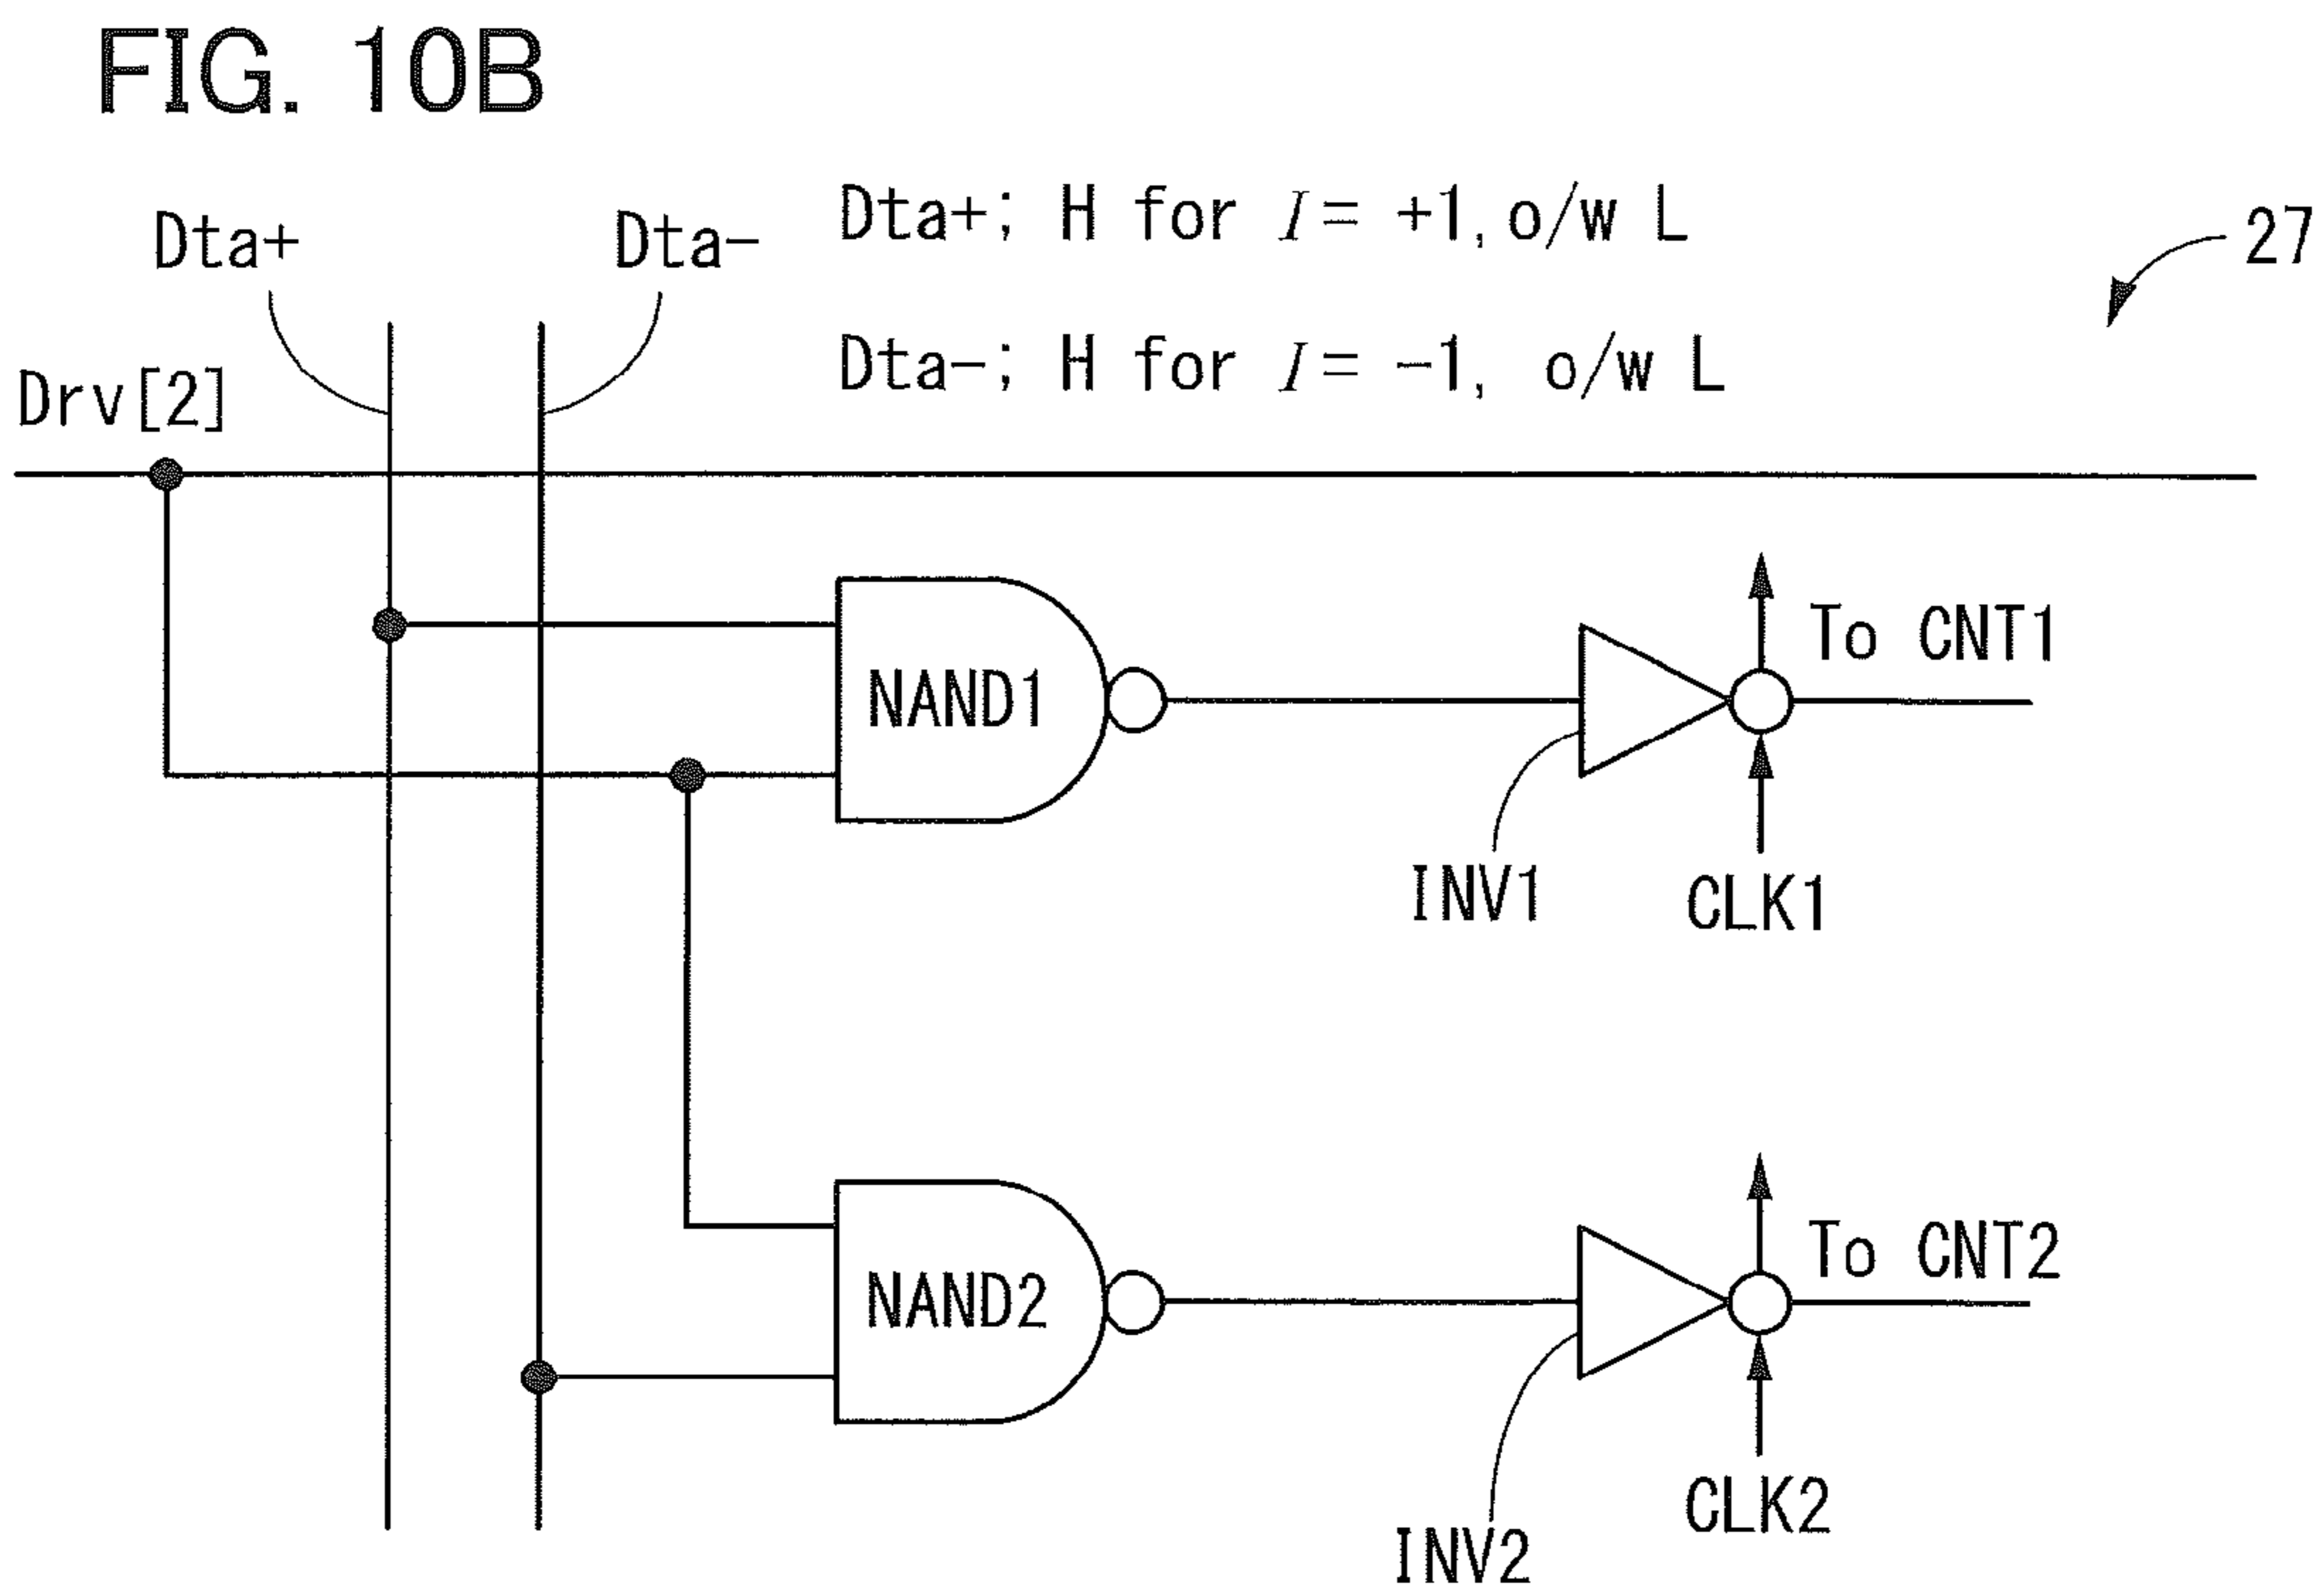 FIG. 10B
Dta+; H for I= +1, o/w L
Dta+
Dta-
27
Dta-; H for I= -1, o/w L
Drv[2]
To CNT1
NAND1
INV1
CLK1
To CNT2
NAND2
CLK2
INV2